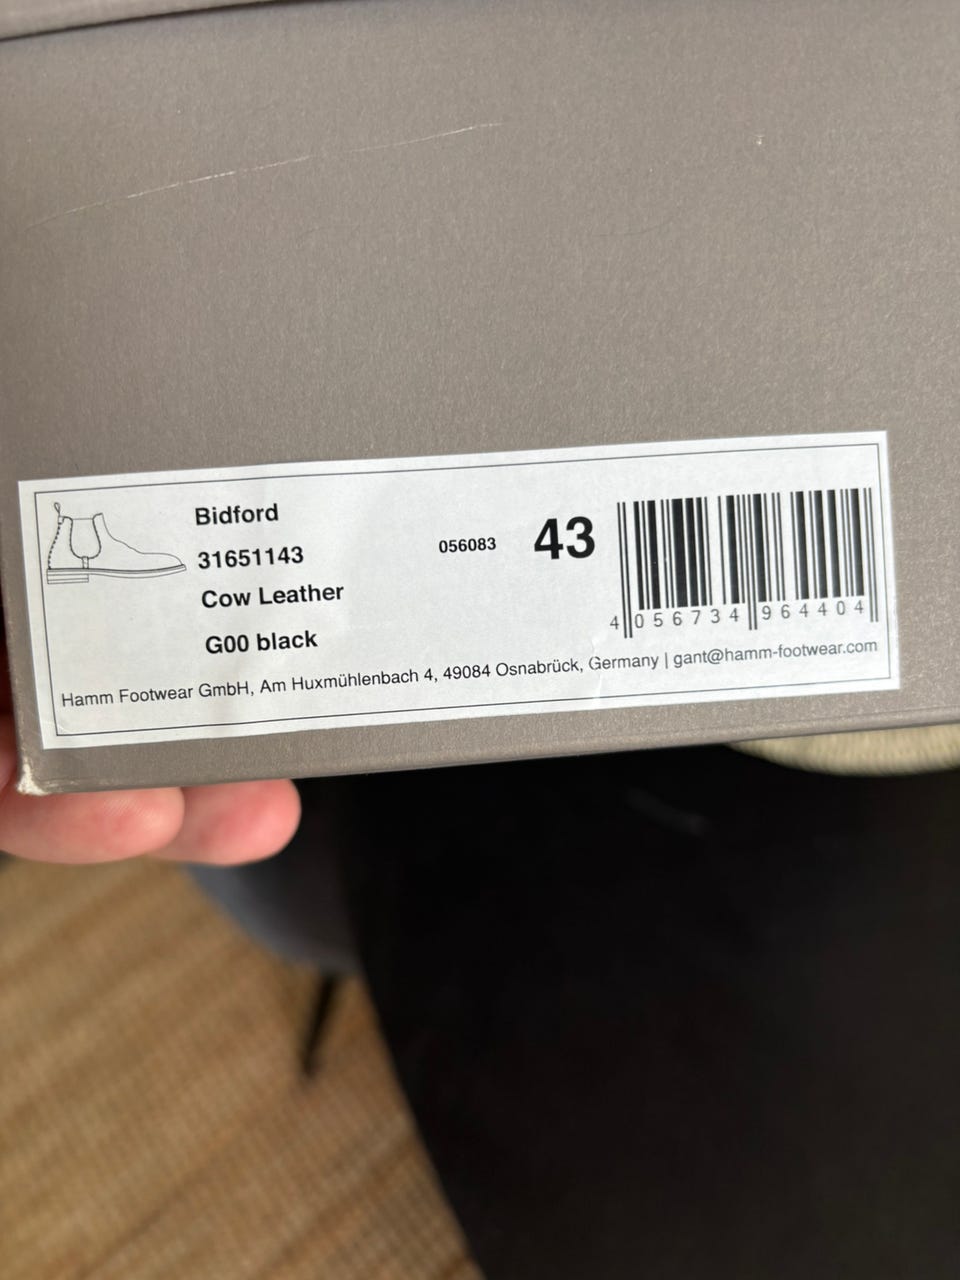 Bidford
31651143
Cow Leather
G00 black
056083
43
4 056734 964404
Hamm Footwear GmbH, Am Huxmühlenbach 4, 49084 Osnabrück, Germany | gant@hamm-footwear.com